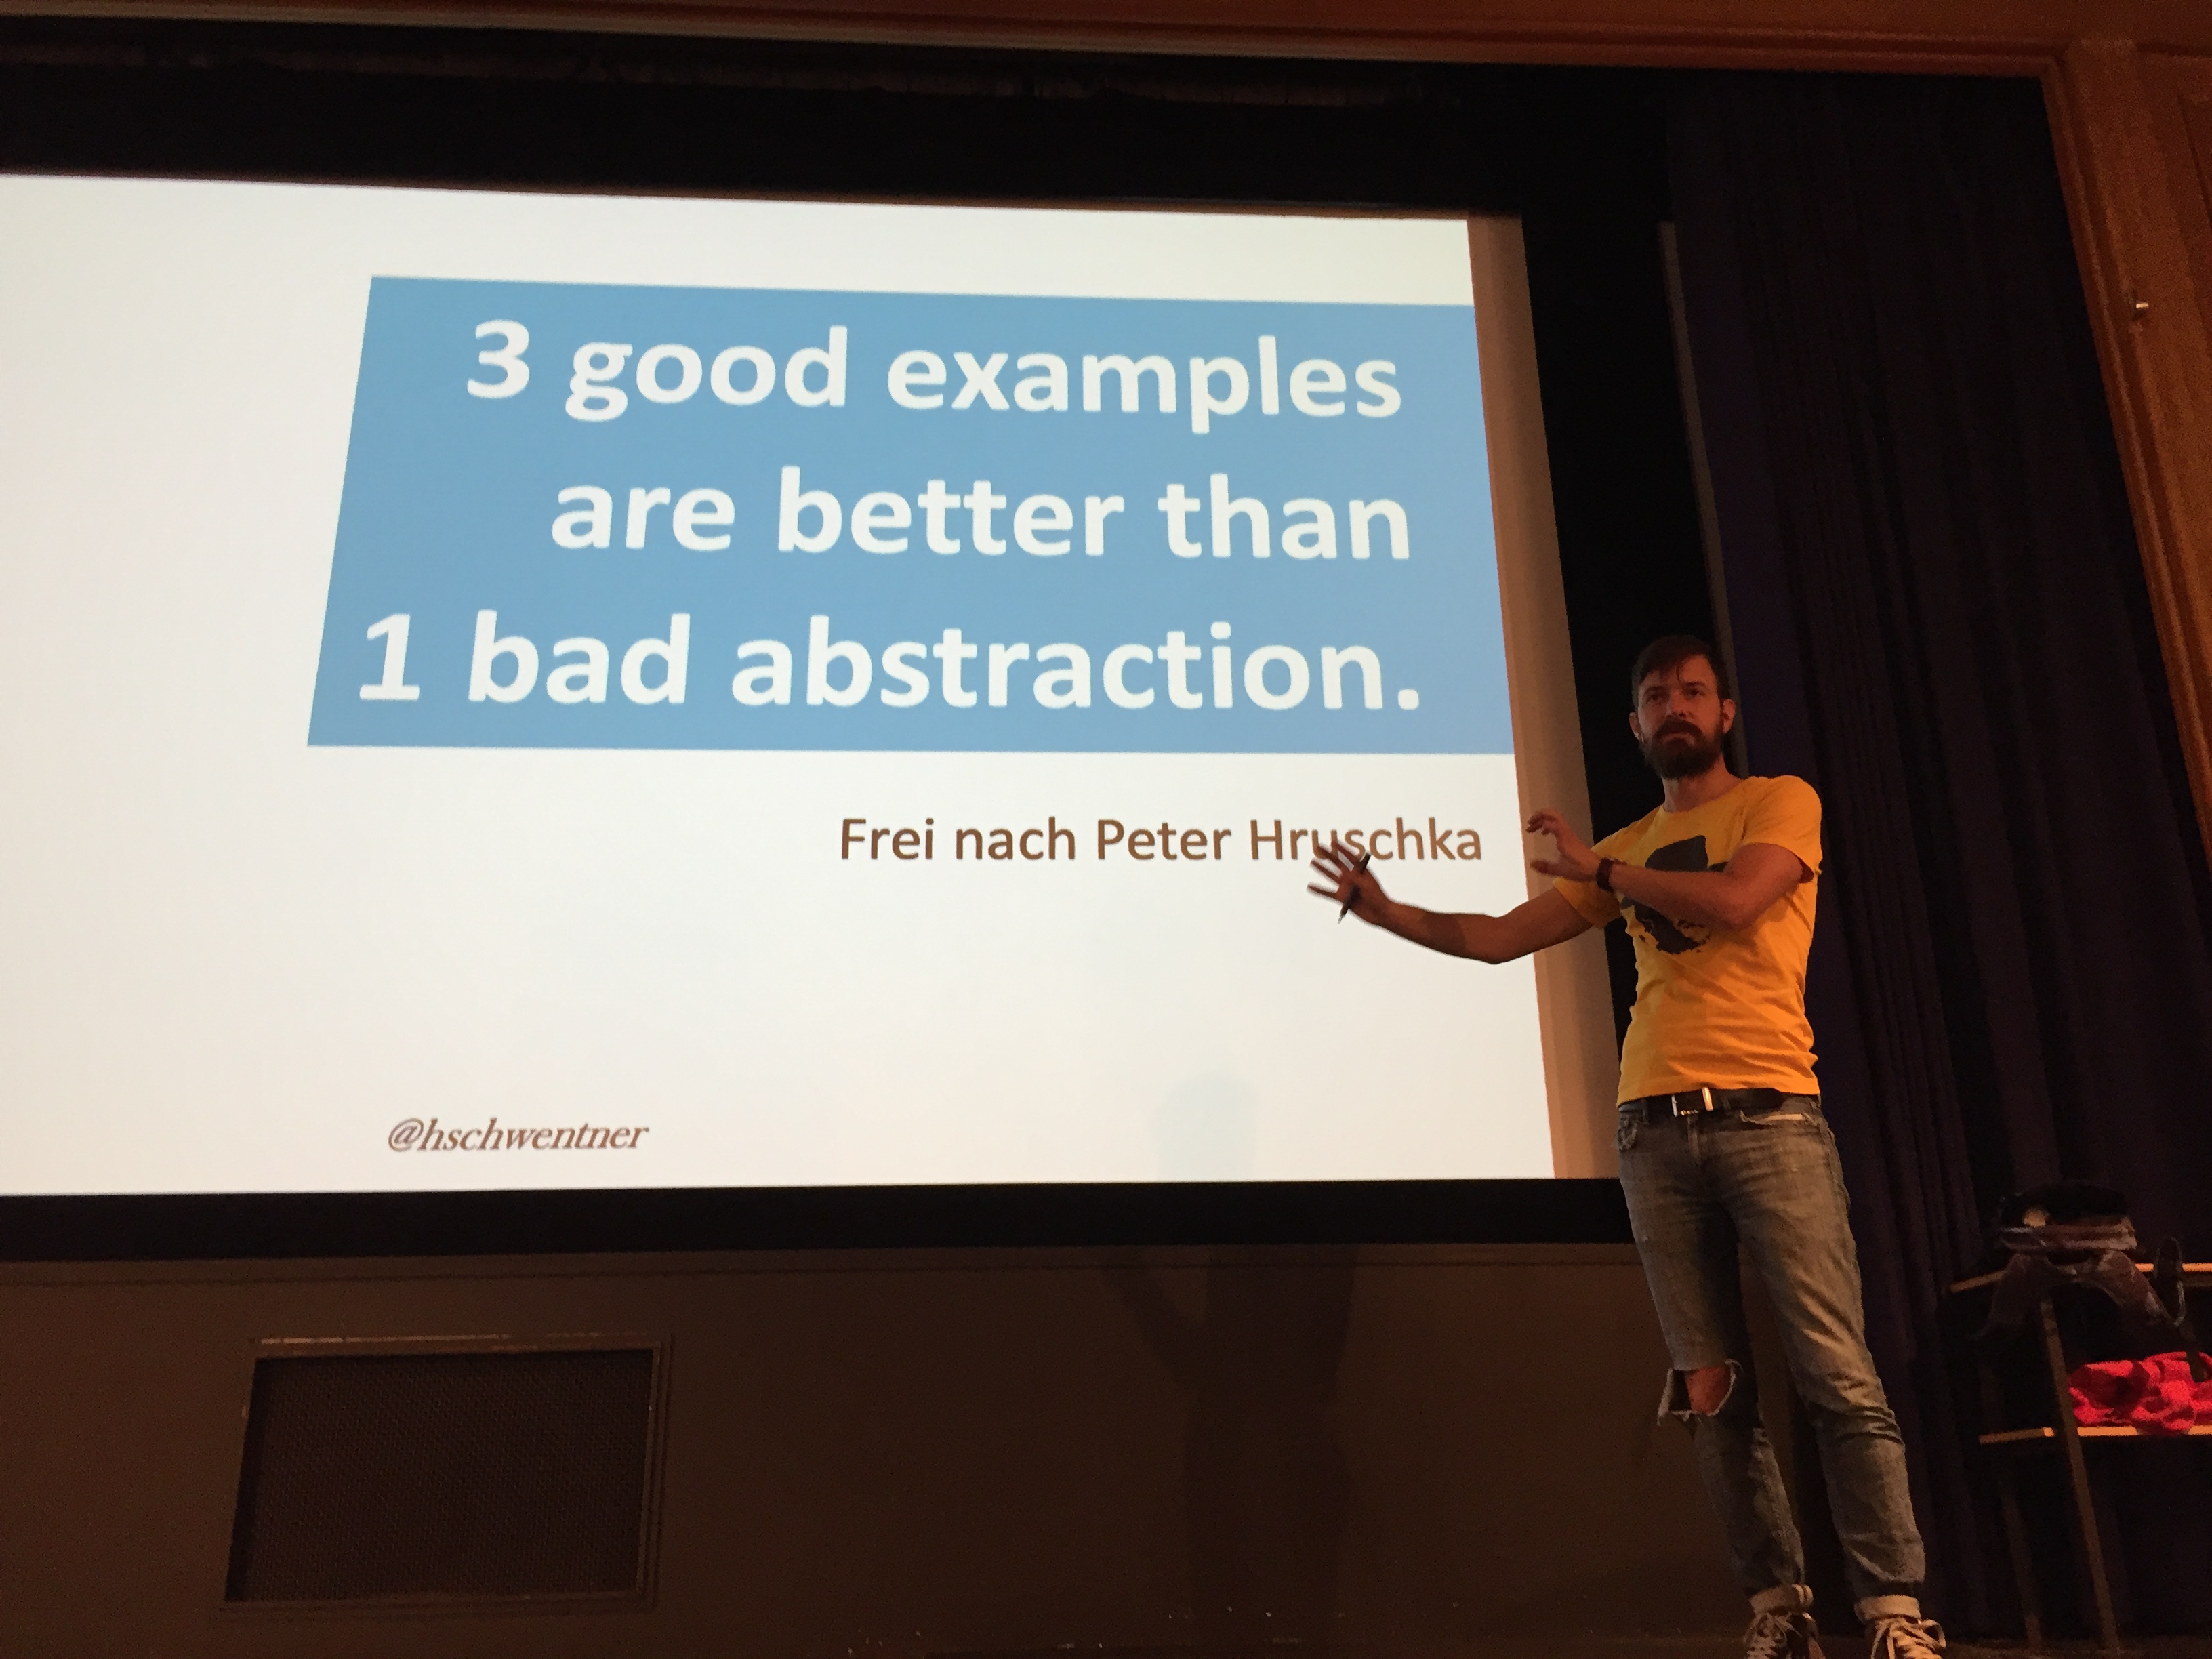 3 good examples
are better than
1 bad abstraction.
Frei nach Peter Hruschka
@hschwentner